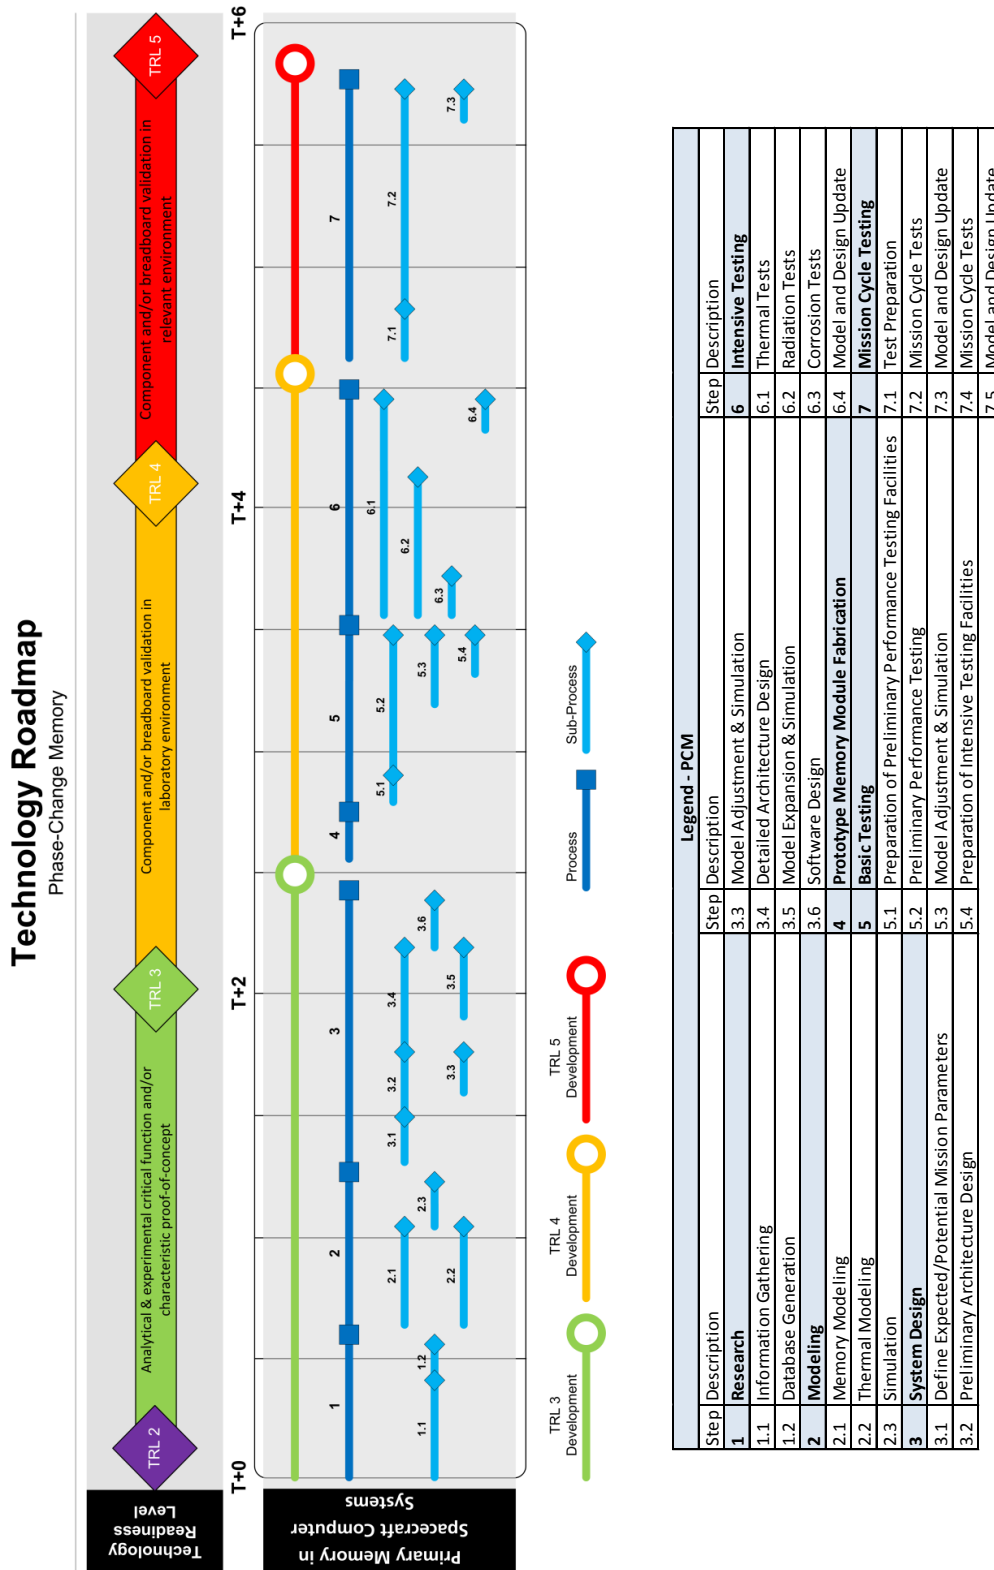 Technology Roadmap
Phase-Change Memory
Technology
Readiness
Level
TRL 2
Analytical & experimental critical function and/or
characteristic proof-of-concept
TRL 3
Component and/or breadboard validation in
laboratory environment
TRL 4
Component and/or breadboard validation in
relevant environment
TRL 5
T+0
T+2
T+4
T+6
Primary Memory in
Spacecraft Computer
Systems
1
2
3
4
5
6
7
1.1
1.2
2.1
2.2
2.3
3.1
3.2
3.3
3.4
3.5
3.6
5.1
5.2
5.3
5.4
6.1
6.2
6.3
6.4
7.1
7.2
7.3
TRL 3
Development
TRL 4
Development
TRL 5
Development
Process
Sub-Process
Legend - PCM
Step Description Step Description Step Description
1 Research 3.3 Model Adjustment & Simulation 6 Intensive Testing
1.1 Information Gathering 3.4 Detailed Architecture Design 6.1 Thermal Tests
1.2 Database Generation 3.5 Model Expansion & Simulation 6.2 Radiation Tests
2 Modeling 3.6 Software Design 6.3 Corrosion Tests
2.1 Memory Modeling 4 Prototype Memory Module Fabrication 6.4 Model and Design Update
2.2 Thermal Modeling 5 Basic Testing 7 Mission Cycle Testing
2.3 Simulation 5.1 Preparation of Preliminary Performance Testing Facilities 7.1 Test Preparation
3 System Design 5.2 Preliminary Performance Testing 7.2 Mission Cycle Tests
3.1 Define Expected/Potential Mission Parameters 5.3 Model Adjustment & Simulation 7.3 Model and Design Update
3.2 Preliminary Architecture Design 5.4 Preparation of Intensive Testing Facilities 7.4 Mission Cycle Tests
7.5 Model and Design Update